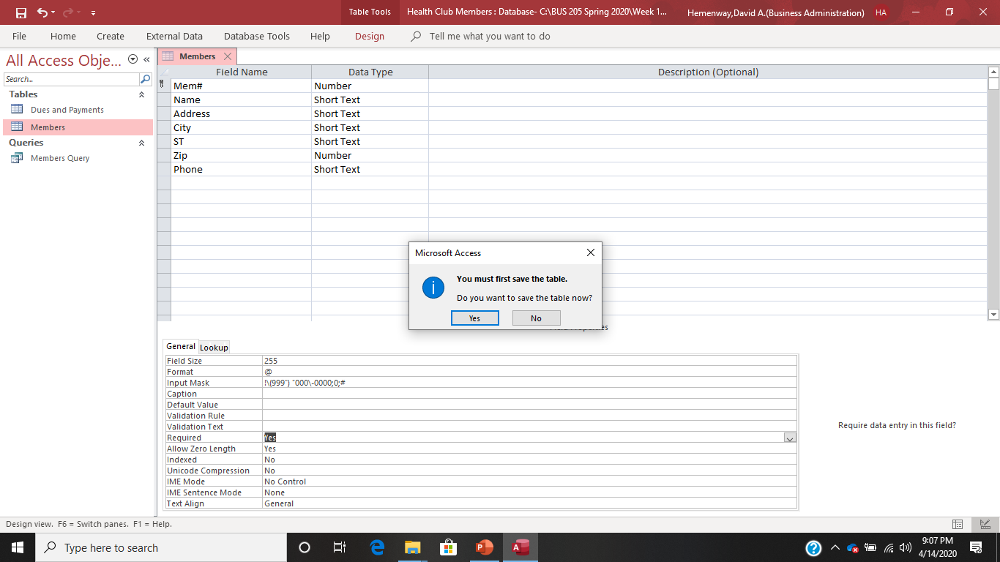 Table Tools
Health Club Members : Database- C:\BUS 205 Spring 2020\Week 1...
Hemenway,David A.(Business Administration)
HA
File Home Create External Data Database Tools Help Design Tell me what you want to do
All Access Obje... «
Search...
Tables
Dues and Payments
Members
Queries
Members Query
Members
Field Name Data Type Description (Optional)
Mem# Number
Name Short Text
Address Short Text
City Short Text
ST Short Text
Zip Number
Phone Short Text
Microsoft Access
You must first save the table.
Do you want to save the table now?
Yes No
General Lookup
Field Size 255
Format @
Input Mask !\(999") "000\-0000;0;#
Caption
Default Value
Validation Rule
Validation Text
Required Yes
Allow Zero Length Yes
Indexed No
Unicode Compression No
IME Mode No Control
IME Sentence Mode None
Text Align General
Require data entry in this field?
Design view. F6 = Switch panes. F1 = Help.
Type here to search
9:07 PM
4/14/2020